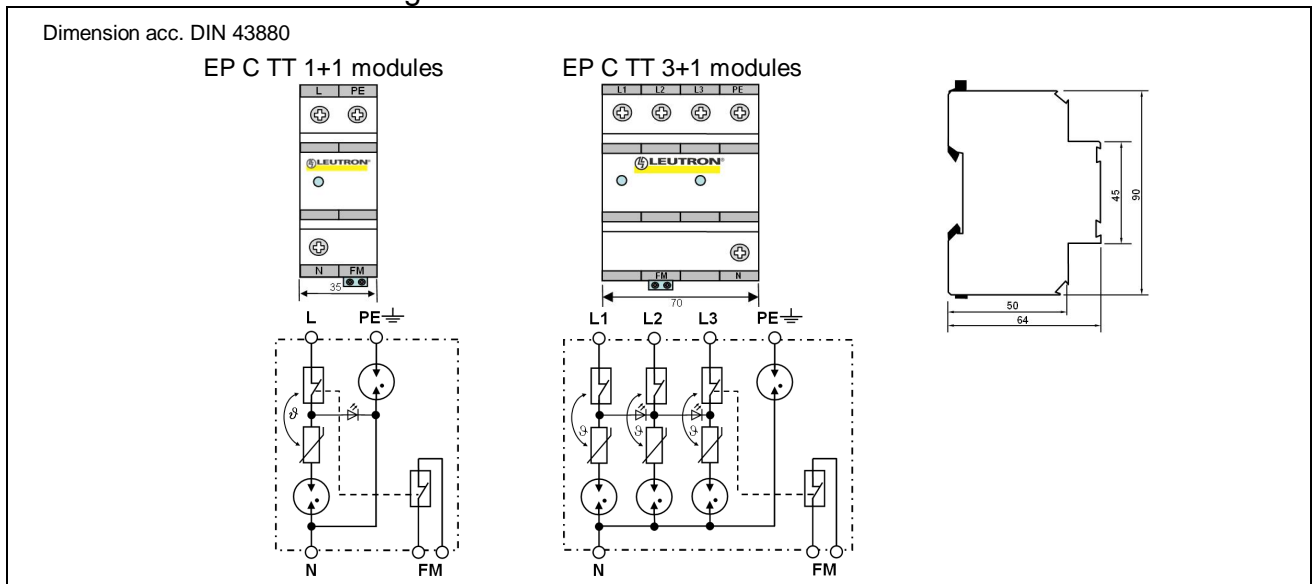 Dimension acc. DIN 43880
EP C TT 1+1 modules
EP C TT 3+1 modules
L PE
LEUTRON®
N FM
35
L1 L2 L3 PE
LEUTRON®
FM N
70
45
90
50
64
L PE
ϑ
N FM
L1 L2 L3 PE
ϑ ϑ ϑ
N FM